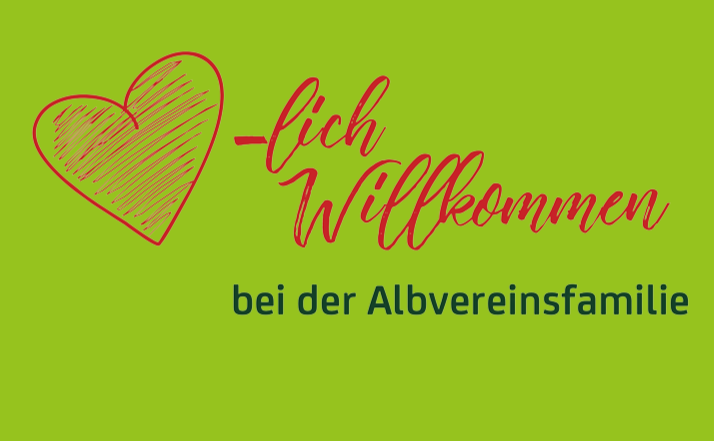 -lich
Willkommen
bei der Albvereinsfamilie